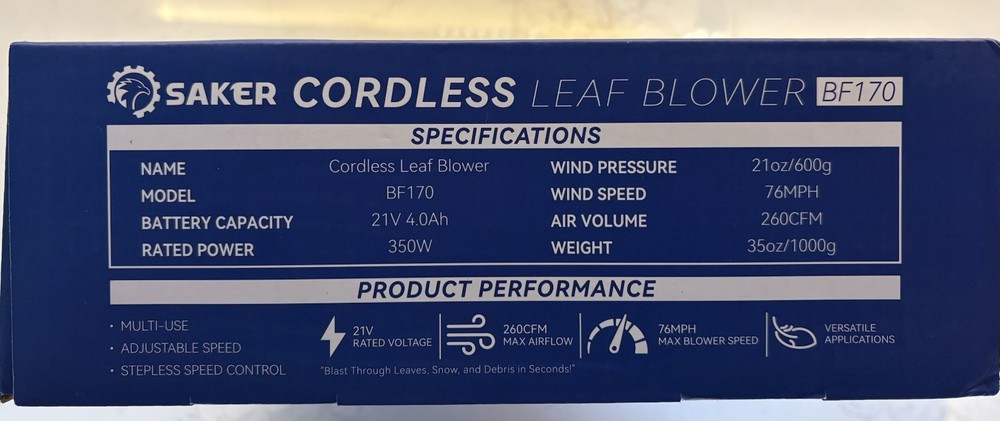 SAKER CORDLESS LEAF BLOWER BF170
SPECIFICATIONS
NAME Cordless Leaf Blower WIND PRESSURE 21oz/600g
MODEL BF170 WIND SPEED 76MPH
BATTERY CAPACITY 21V 4.0Ah AIR VOLUME 260CFM
RATED POWER 350W WEIGHT 35oz/1000g
PRODUCT PERFORMANCE
• MULTI-USE
• ADJUSTABLE SPEED
• STEPLESS SPEED CONTROL
21V
RATED VOLTAGE
260CFM
MAX AIRFLOW
76MPH
MAX BLOWER SPEED
VERSATILE
APPLICATIONS
"Blast Through Leaves, Snow, and Debris in Seconds!"